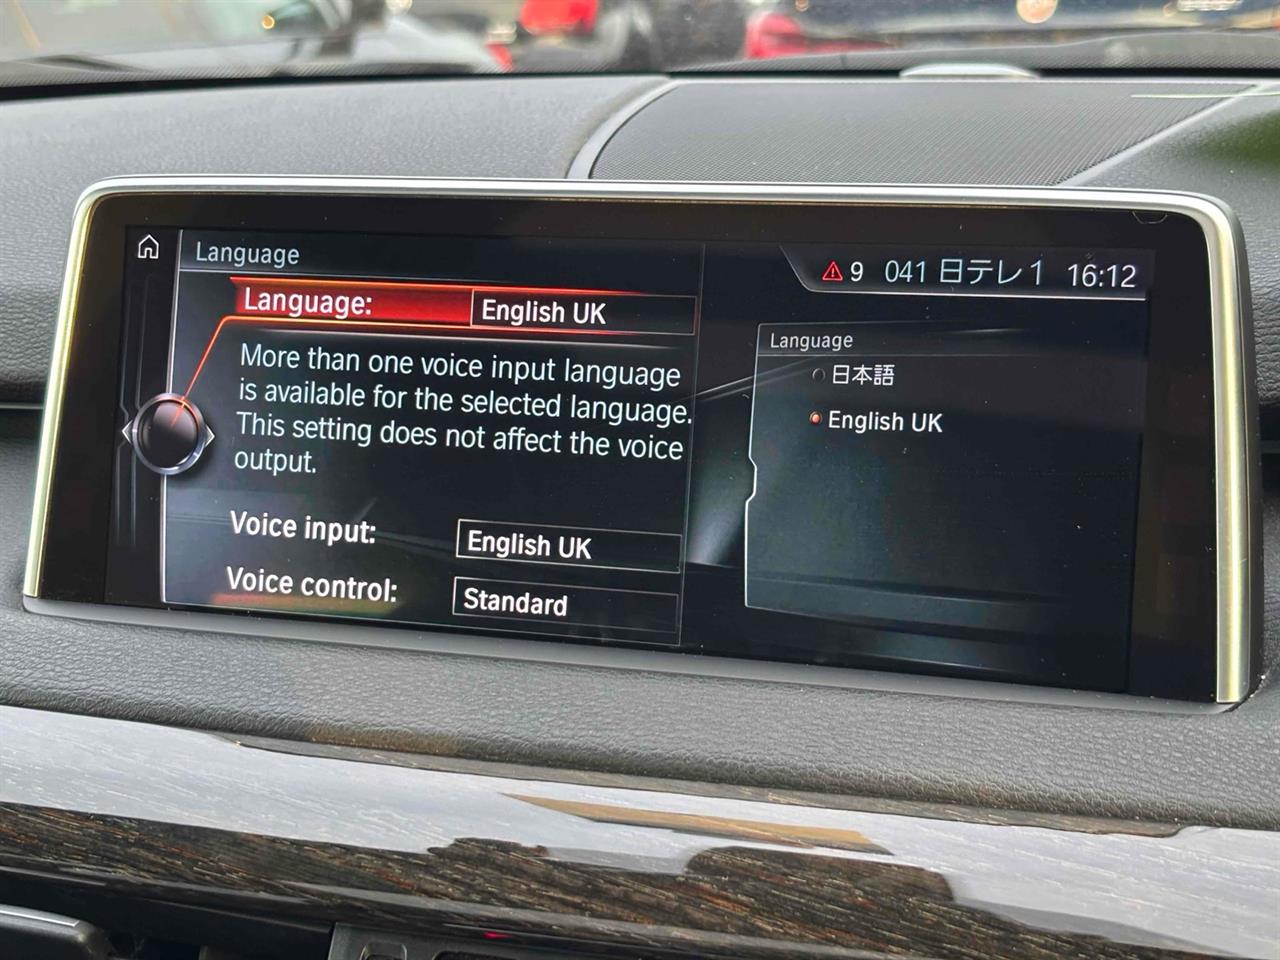 Language
9 041 日テレ1 16:12
Language: English UK
More than one voice input language
is available for the selected language.
This setting does not affect the voice
output.
Voice input: English UK
Voice control: Standard
Language
日本語
English UK